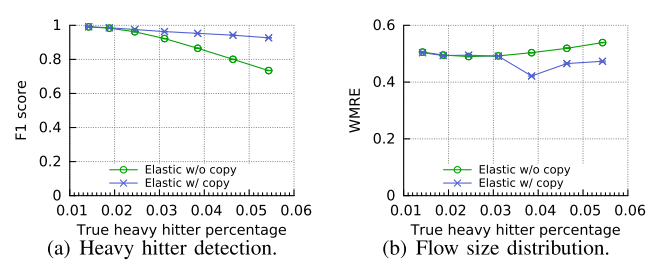 1
0.8
0.6
0.4
0.2
0
F1 score
Elastic w/o copy
Elastic w/ copy
0.01 0.02 0.03 0.04 0.05 0.06
True heavy hitter percentage
(a) Heavy hitter detection.
0.6
0.4
0.2
0
WMRE
Elastic w/o copy
Elastic w/ copy
0.01 0.02 0.03 0.04 0.05 0.06
True heavy hitter percentage
(b) Flow size distribution.